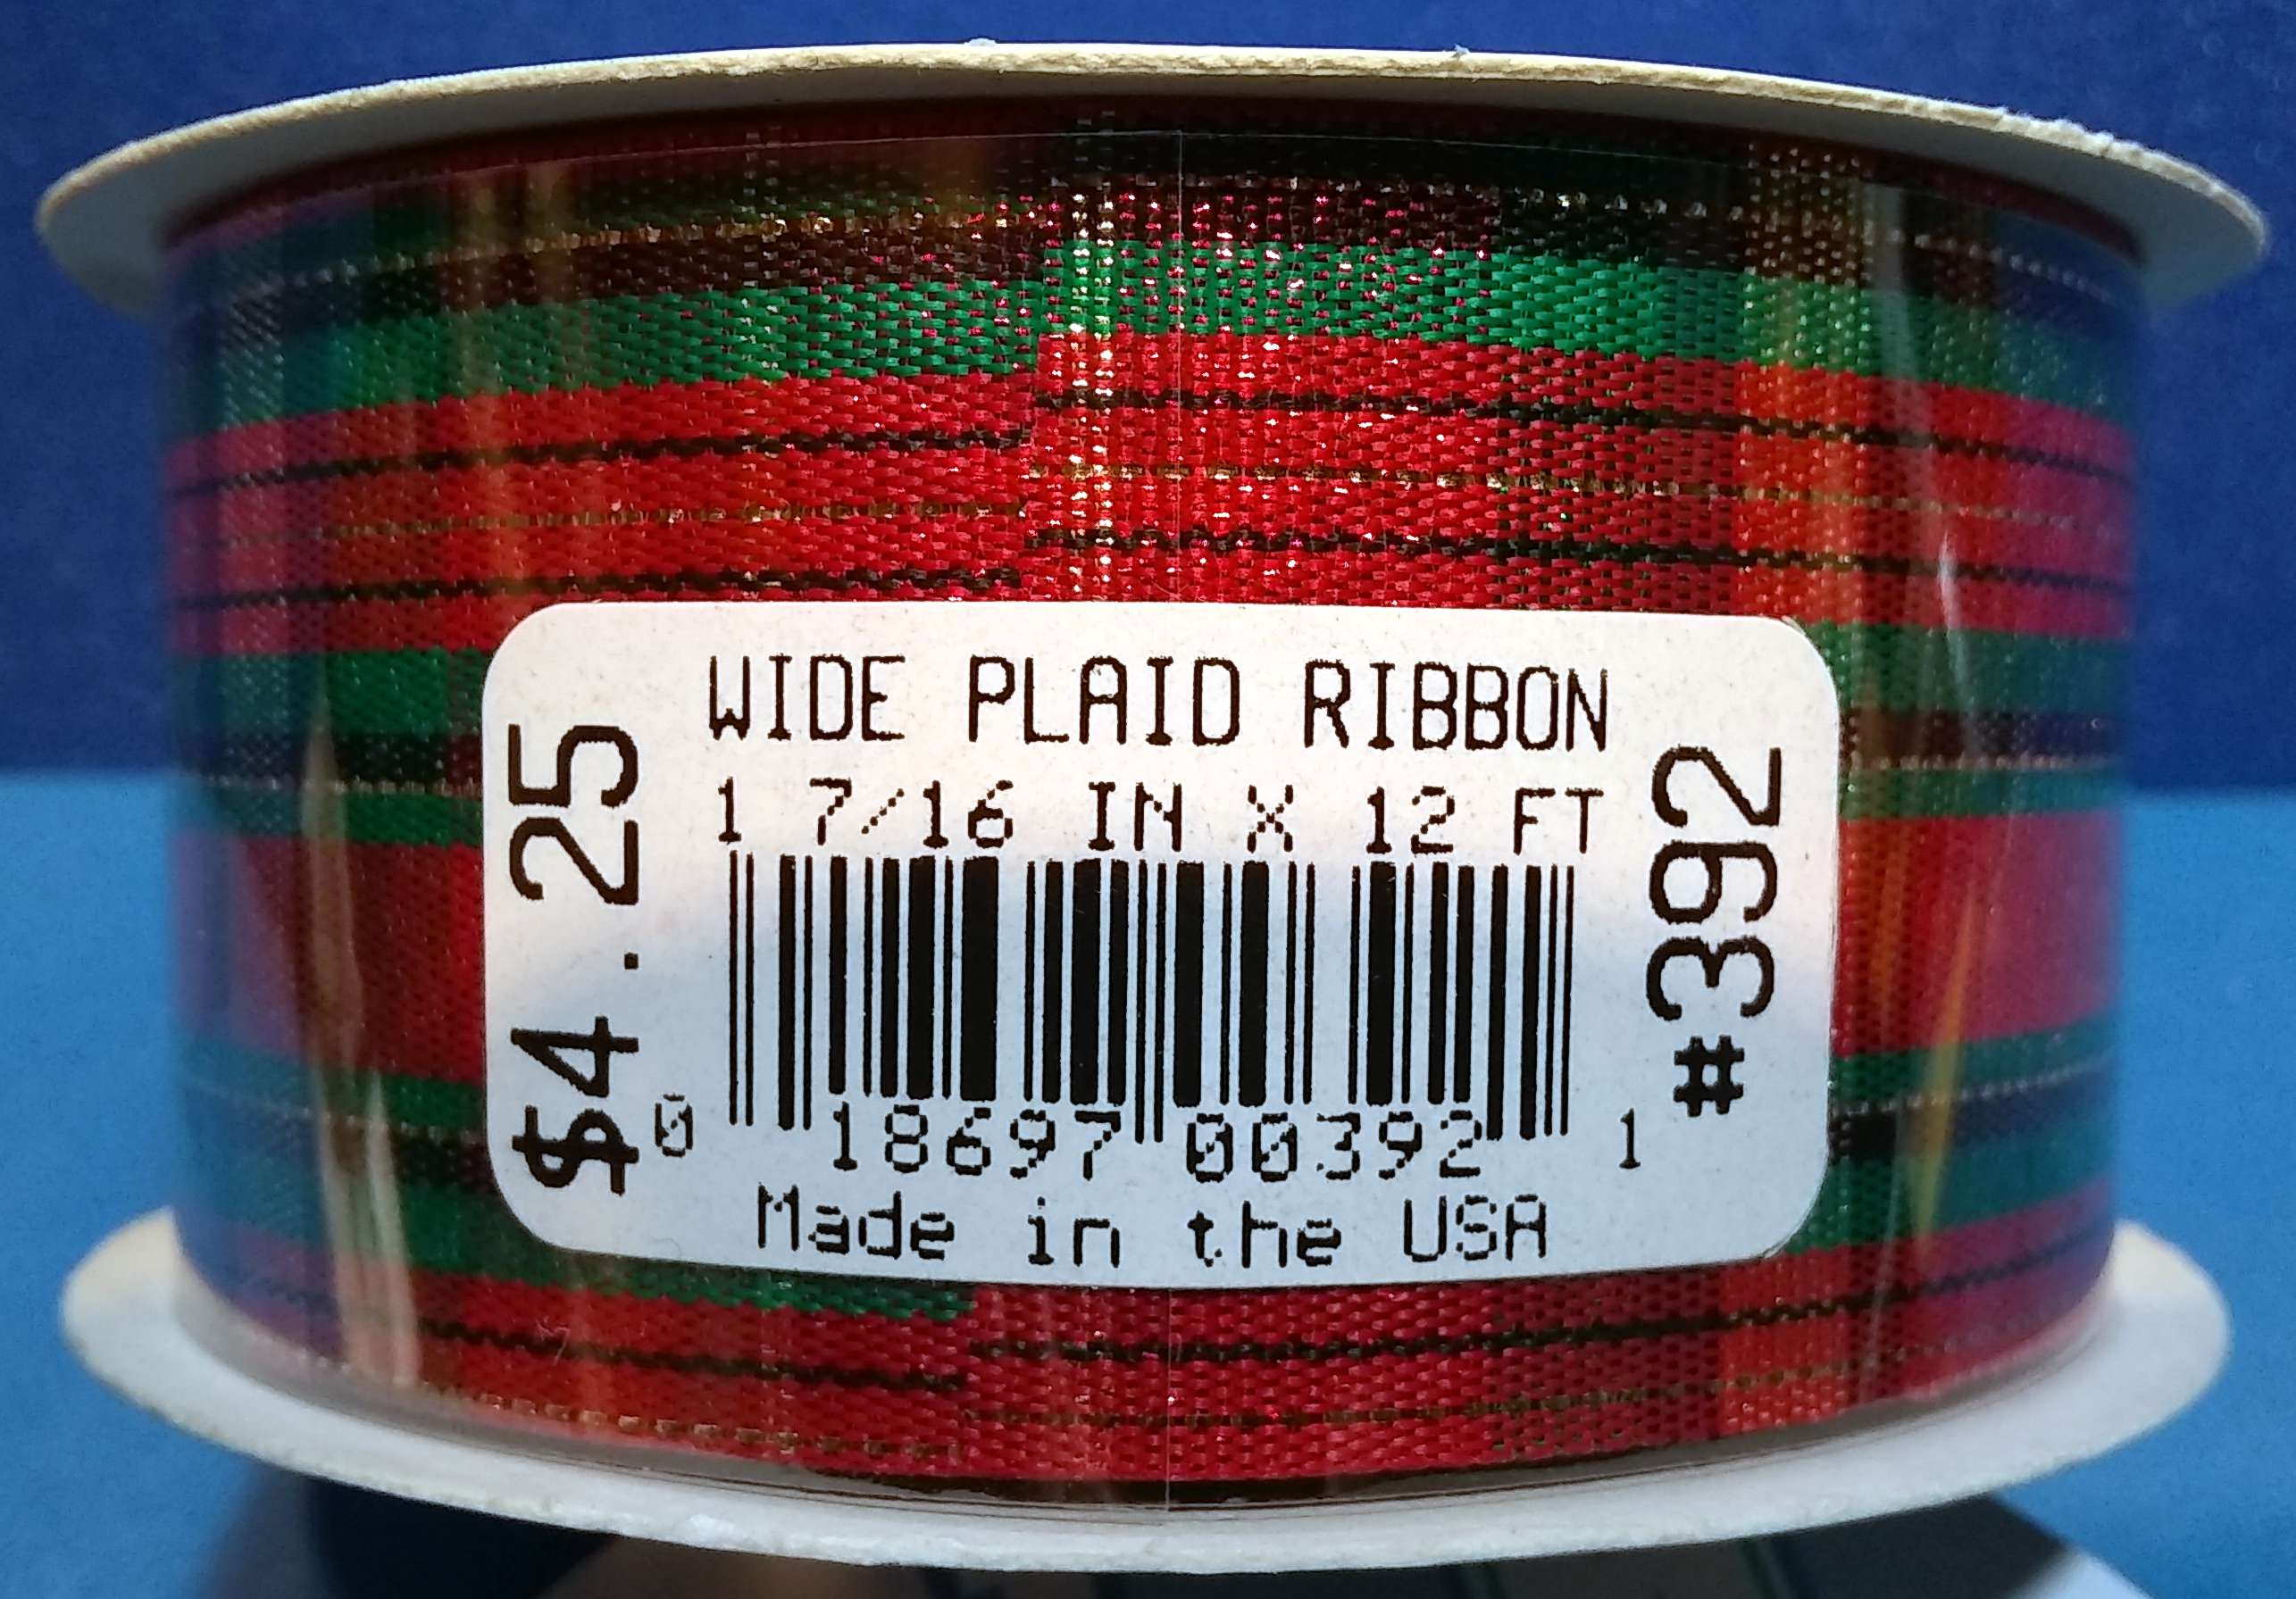 WIDE PLAID RIBBON
1 7/16 IN X 12 FT
$4.25
#392
0 18697 00392 1
Made in the USA